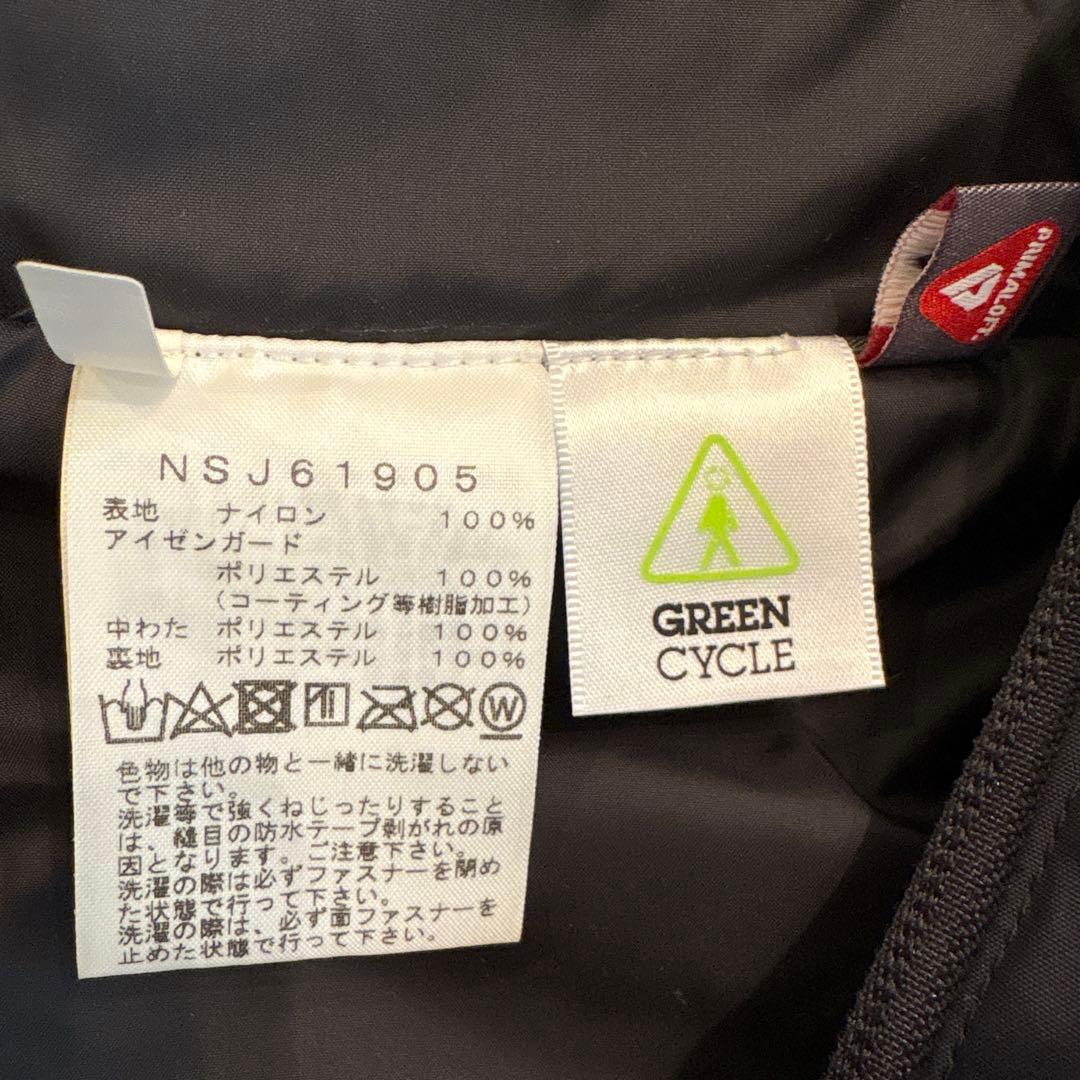 NSJ61905
表地 ナイロン 100%
アイゼンガード
ポリエステル 100%
(コーティング等樹脂加工)
中わた ポリエステル 100%
裏地 ポリエステル 100%
W
色物は他の物と一緒に洗濯しない
で下さい。
洗濯等で強くねじったりすること
は、縫目の防水テープ剥がれの原
因となります。ご注意下さい。
洗濯の際は必ずファスナーを閉め
た状態で行って下さい。
洗濯の際は、必ず面ファスナーを
止めた状態で行って下さい。
GREEN
CYCLE
PRIMALOFT